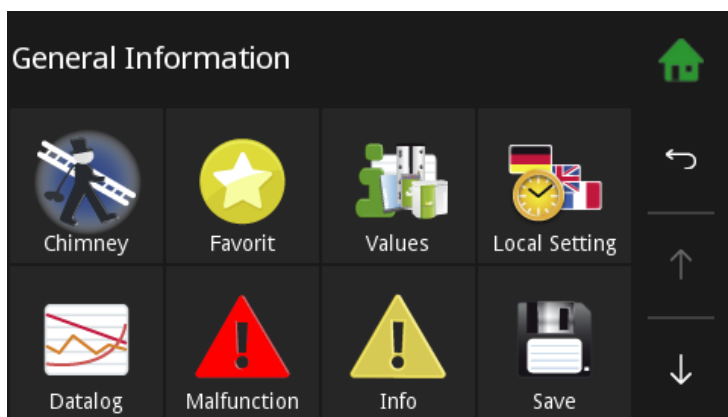 General Information
Chimney
Favorit
Values
Local Setting
Datalog
Malfunction
Info
Save